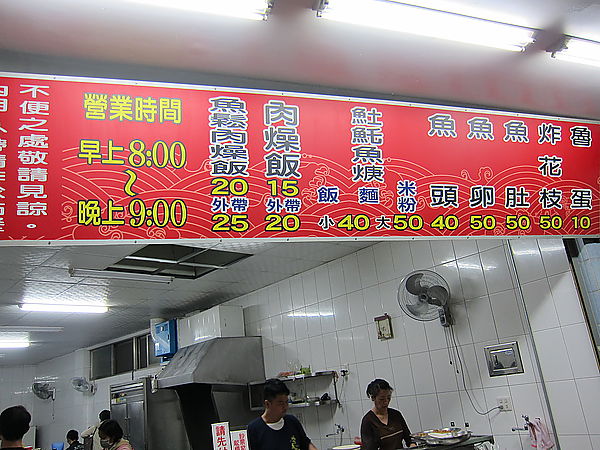 不便之處敬請見諒。
營業時間
早上8:00
~
晚上9:00
魚鬆肉燥飯
20
外帶
25
肉燥飯
15
外帶
20
魠魠魚焿
飯 麵 米粉
小40大50
魚頭
40
魚卵
50
魚肚
50
炸花枝
50
魯蛋
10
請先